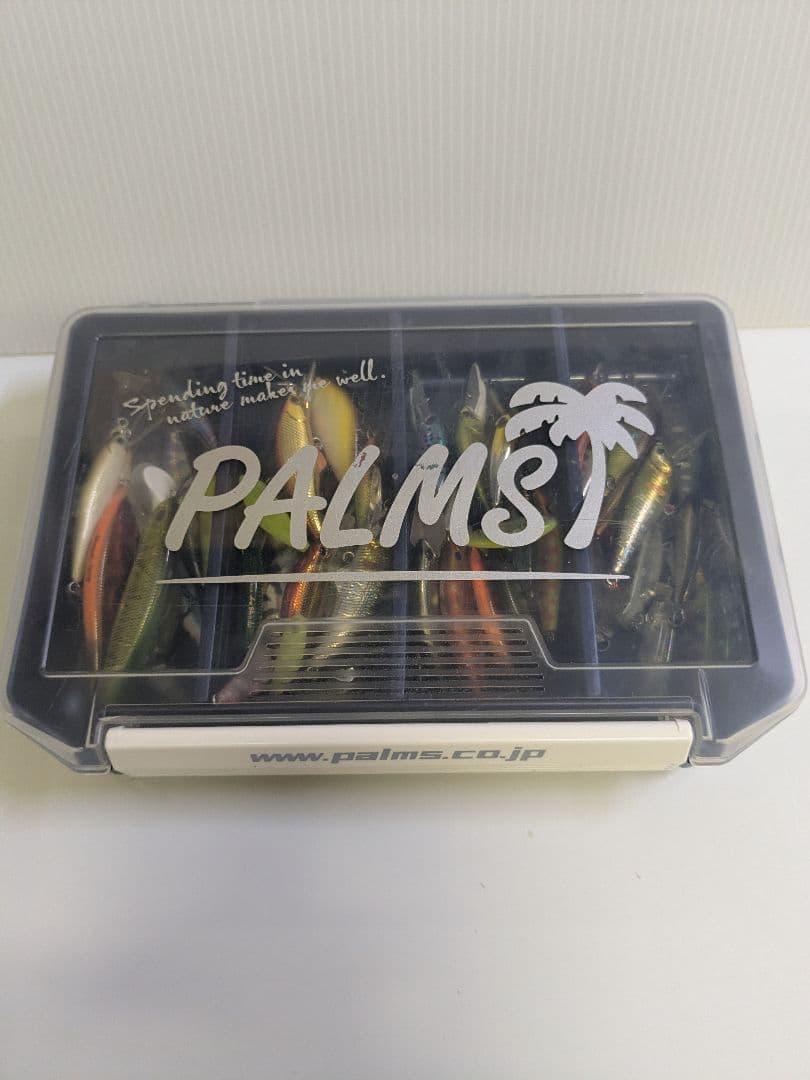 Spending time in
nature makes me well.
PALMS
www.palms.co.jp